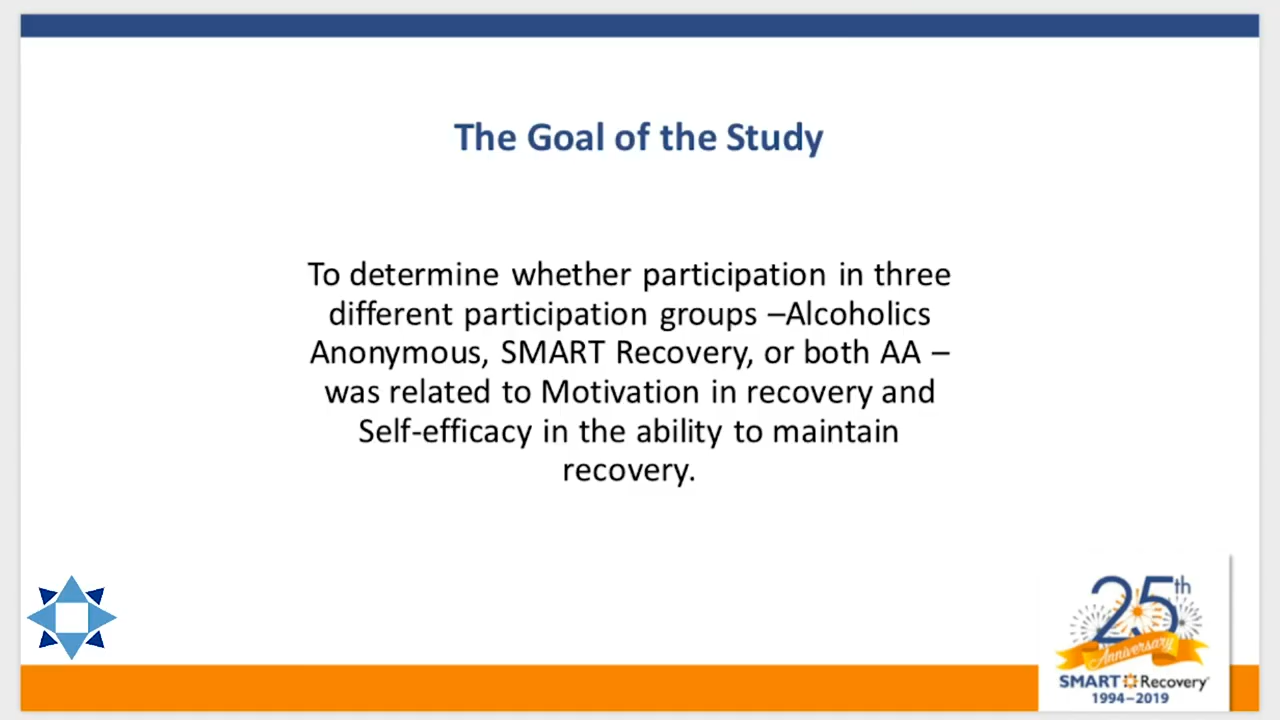 The Goal of the Study
To determine whether participation in three
different participation groups –Alcoholics
Anonymous, SMART Recovery, or both AA –
was related to Motivation in recovery and
Self-efficacy in the ability to maintain
recovery.
25th
Anniversary
SMART Recovery
1994–2019